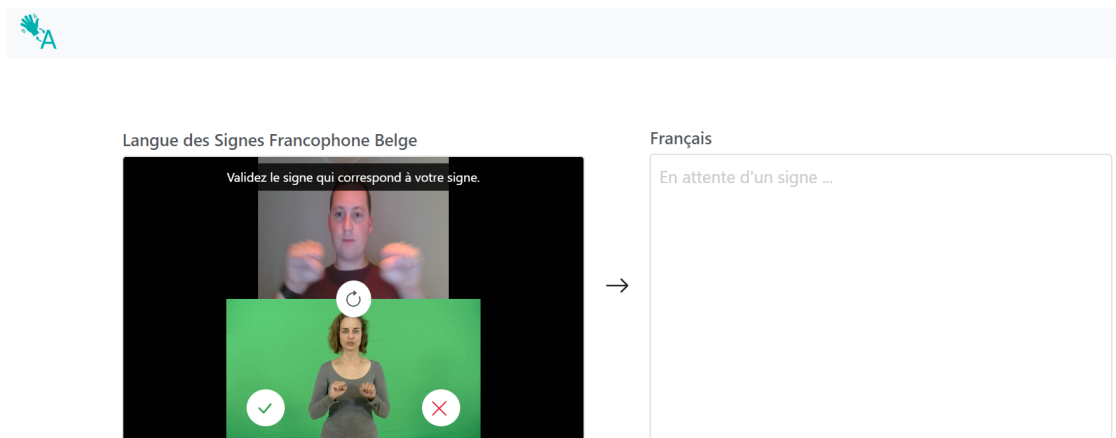 A
Langue des Signes Francophone Belge
Validez le signe qui correspond à votre signe.
Français
En attente d'un signe ...